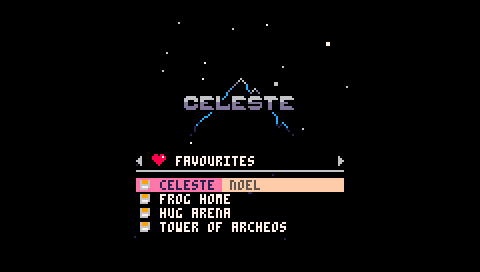 CELESTE
FAVOURITES
CELESTE NOEL
FROG HOME
HUG ARENA
TOWER OF ARCHEOS